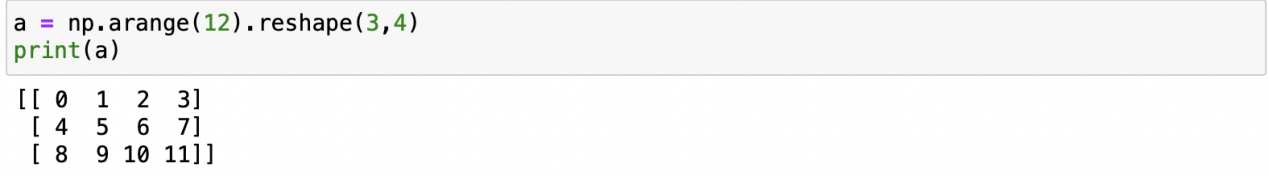 a = np.arange(12).reshape(3,4)
print(a)
[[ 0  1  2  3]
 [ 4  5  6  7]
 [ 8  9 10 11]]